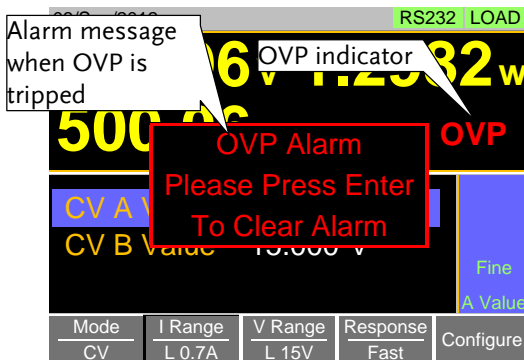 RS232 LOAD
Alarm message
when OVP is
tripped
OVP indicator
OVP
OVP Alarm
Please Press Enter
To Clear Alarm
CV A
CV B Value
Fine
A Value
Mode
CV
I Range
L 0.7A
V Range
L 15V
Response
Fast
Configure